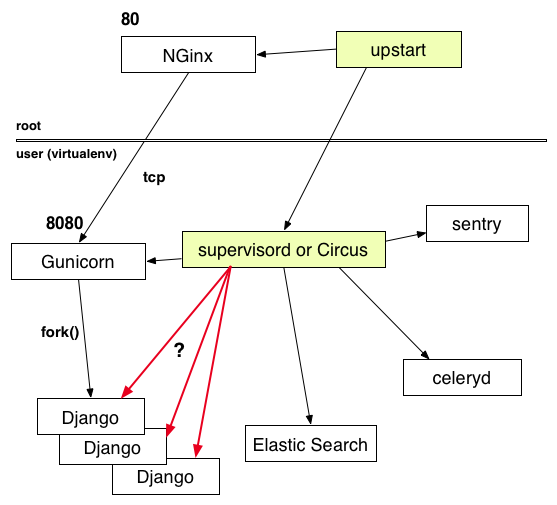 80
NGinx
upstart
root
user (virtualenv)
tcp
8080
sentry
supervisord or Circus
Gunicorn
fork()
?
celeryd
Django
Django
Elastic Search
Django